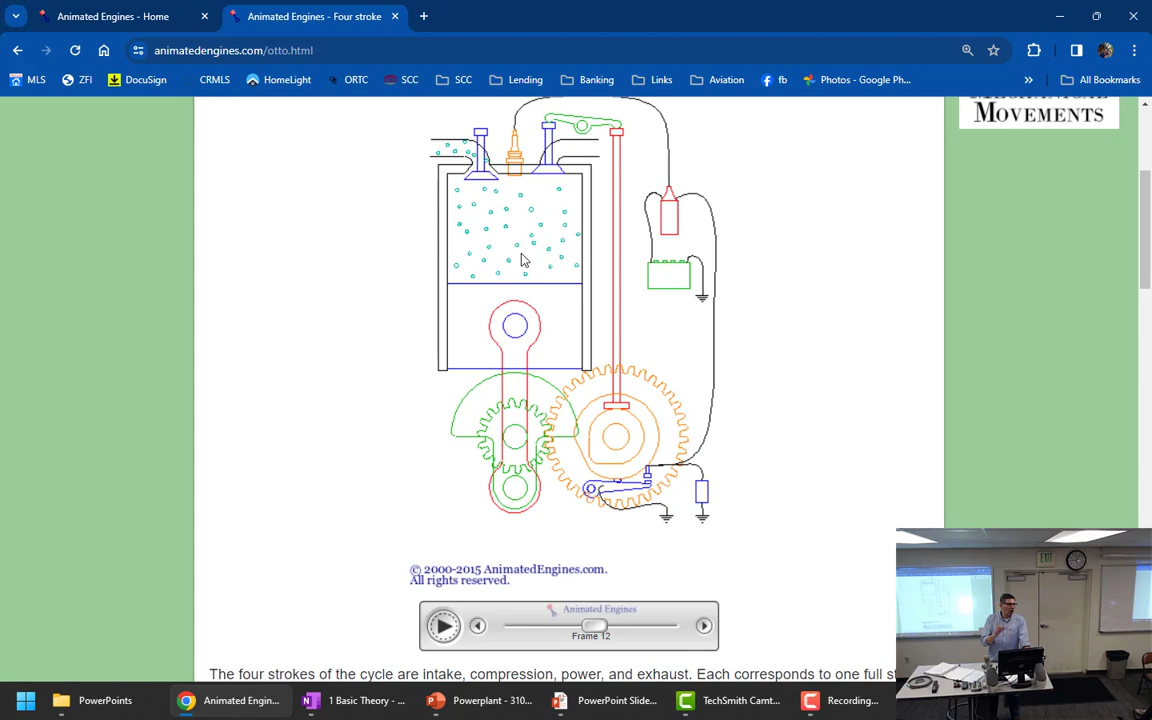 Animated Engines - Home
Animated Engines - Four stroke
animatedengines.com/otto.html
MLS
ZFI
DocuSign
CRMLS
HomeLight
ORTC
SCC
SCC
Lending
Banking
Links
Aviation
fb
Photos - Google Ph...
All Bookmarks
MECHANICAL
MOVEMENTS
© 2000-2015 AnimatedEngines.com.
All rights reserved.
Animated Engines
Frame 12
The four strokes of the cycle are intake, compression, power, and exhaust. Each corresponds to one full st
EXIT
PowerPoints
Animated Engin...
1 Basic Theory - ...
Powerplant - 310...
PowerPoint Slide...
TechSmith Camt...
Recording...